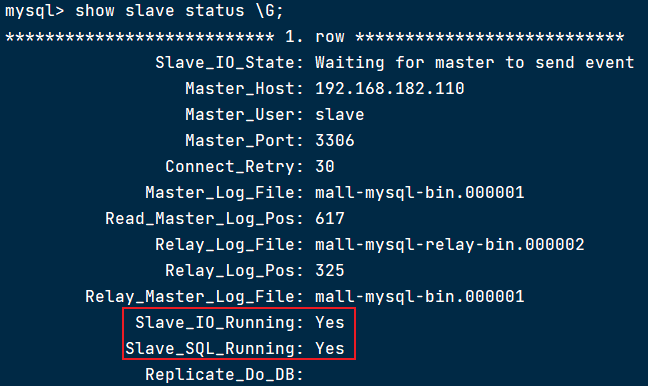 mysql> show slave status \G;
*************************** 1. row ***************************
Slave_IO_State: Waiting for master to send event
Master_Host: 192.168.182.110
Master_User: slave
Master_Port: 3306
Connect_Retry: 30
Master_Log_File: mall-mysql-bin.000001
Read_Master_Log_Pos: 617
Relay_Log_File: mall-mysql-relay-bin.000002
Relay_Log_Pos: 325
Relay_Master_Log_File: mall-mysql-bin.000001
Slave_IO_Running: Yes
Slave_SQL_Running: Yes
Replicate_Do_DB: